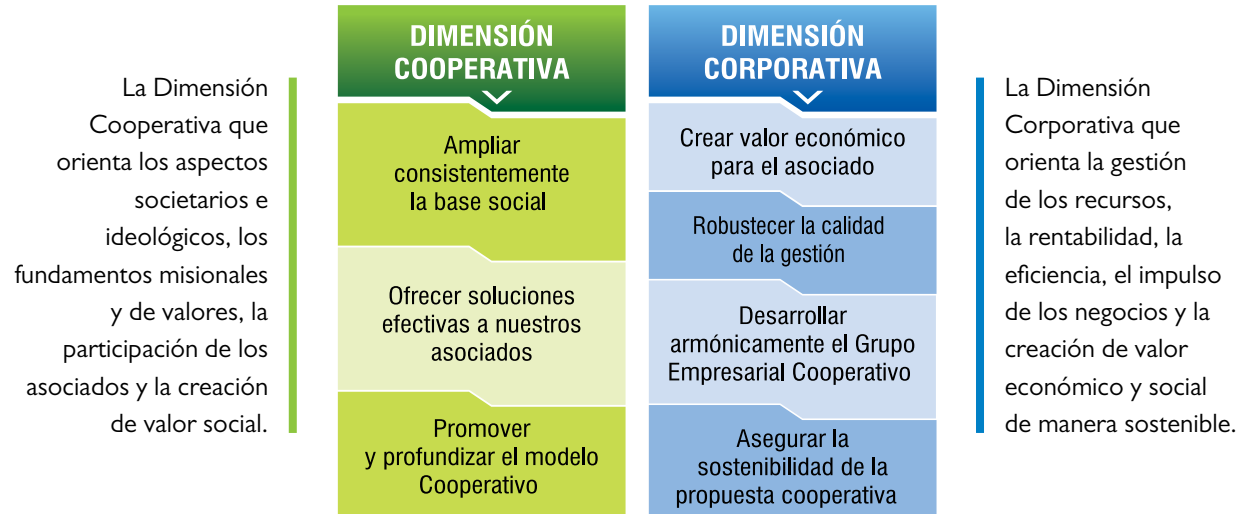 La Dimensión
Cooperativa que
orienta los aspectos
societarios e
ideológicos, los
fundamentos misionales
y de valores, la
participación de los
asociados y la creación
de valor social.
DIMENSIÓN
COOPERATIVA
Ampliar
consistentemente
la base social
Ofrecer soluciones
efectivas a nuestros
asociados
Promover
y profundizar el modelo
Cooperativo
DIMENSIÓN
CORPORATIVA
Crear valor económico
para el asociado
Robustecer la calidad
de la gestión
Desarrollar
armónicamente el Grupo
Empresarial Cooperativo
Asegurar la
sostenibilidad de la
propuesta cooperativa
La Dimensión
Corporativa que
orienta la gestión
de los recursos,
la rentabilidad, la
eficiencia, el impulso
de los negocios y la
creación de valor
económico y social
de manera sostenible.